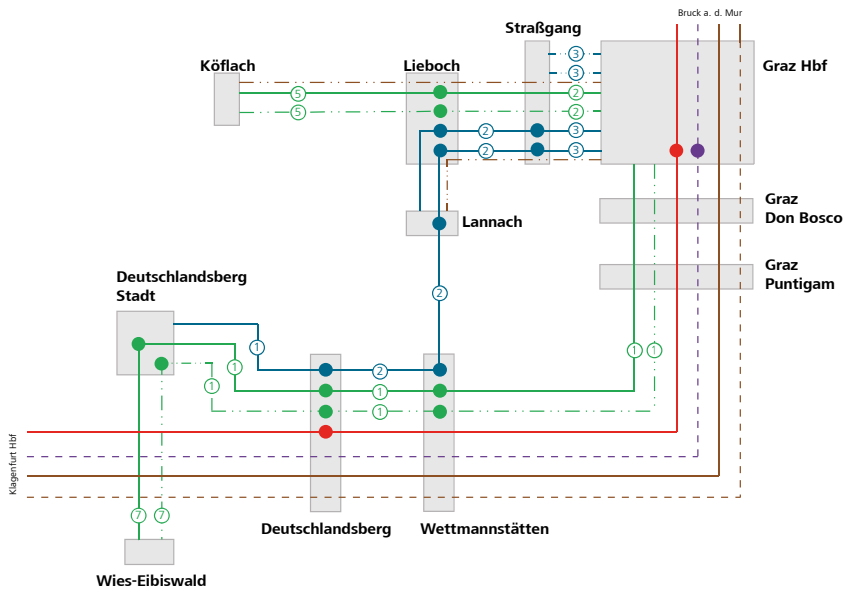 Bruck a. d. Mur
Straßgang
Köflach
Lieboch
Graz Hbf
3
3
5
2
5
2
2
3
2
3
Graz
Don Bosco
Lannach
Graz
Puntigam
Deutschlandsberg
Stadt
2
1
1
1
1
2
1
1
1
Klagenfurt Hbf
7
7
Deutschlandsberg
Wettmannstätten
Wies-Eibiswald